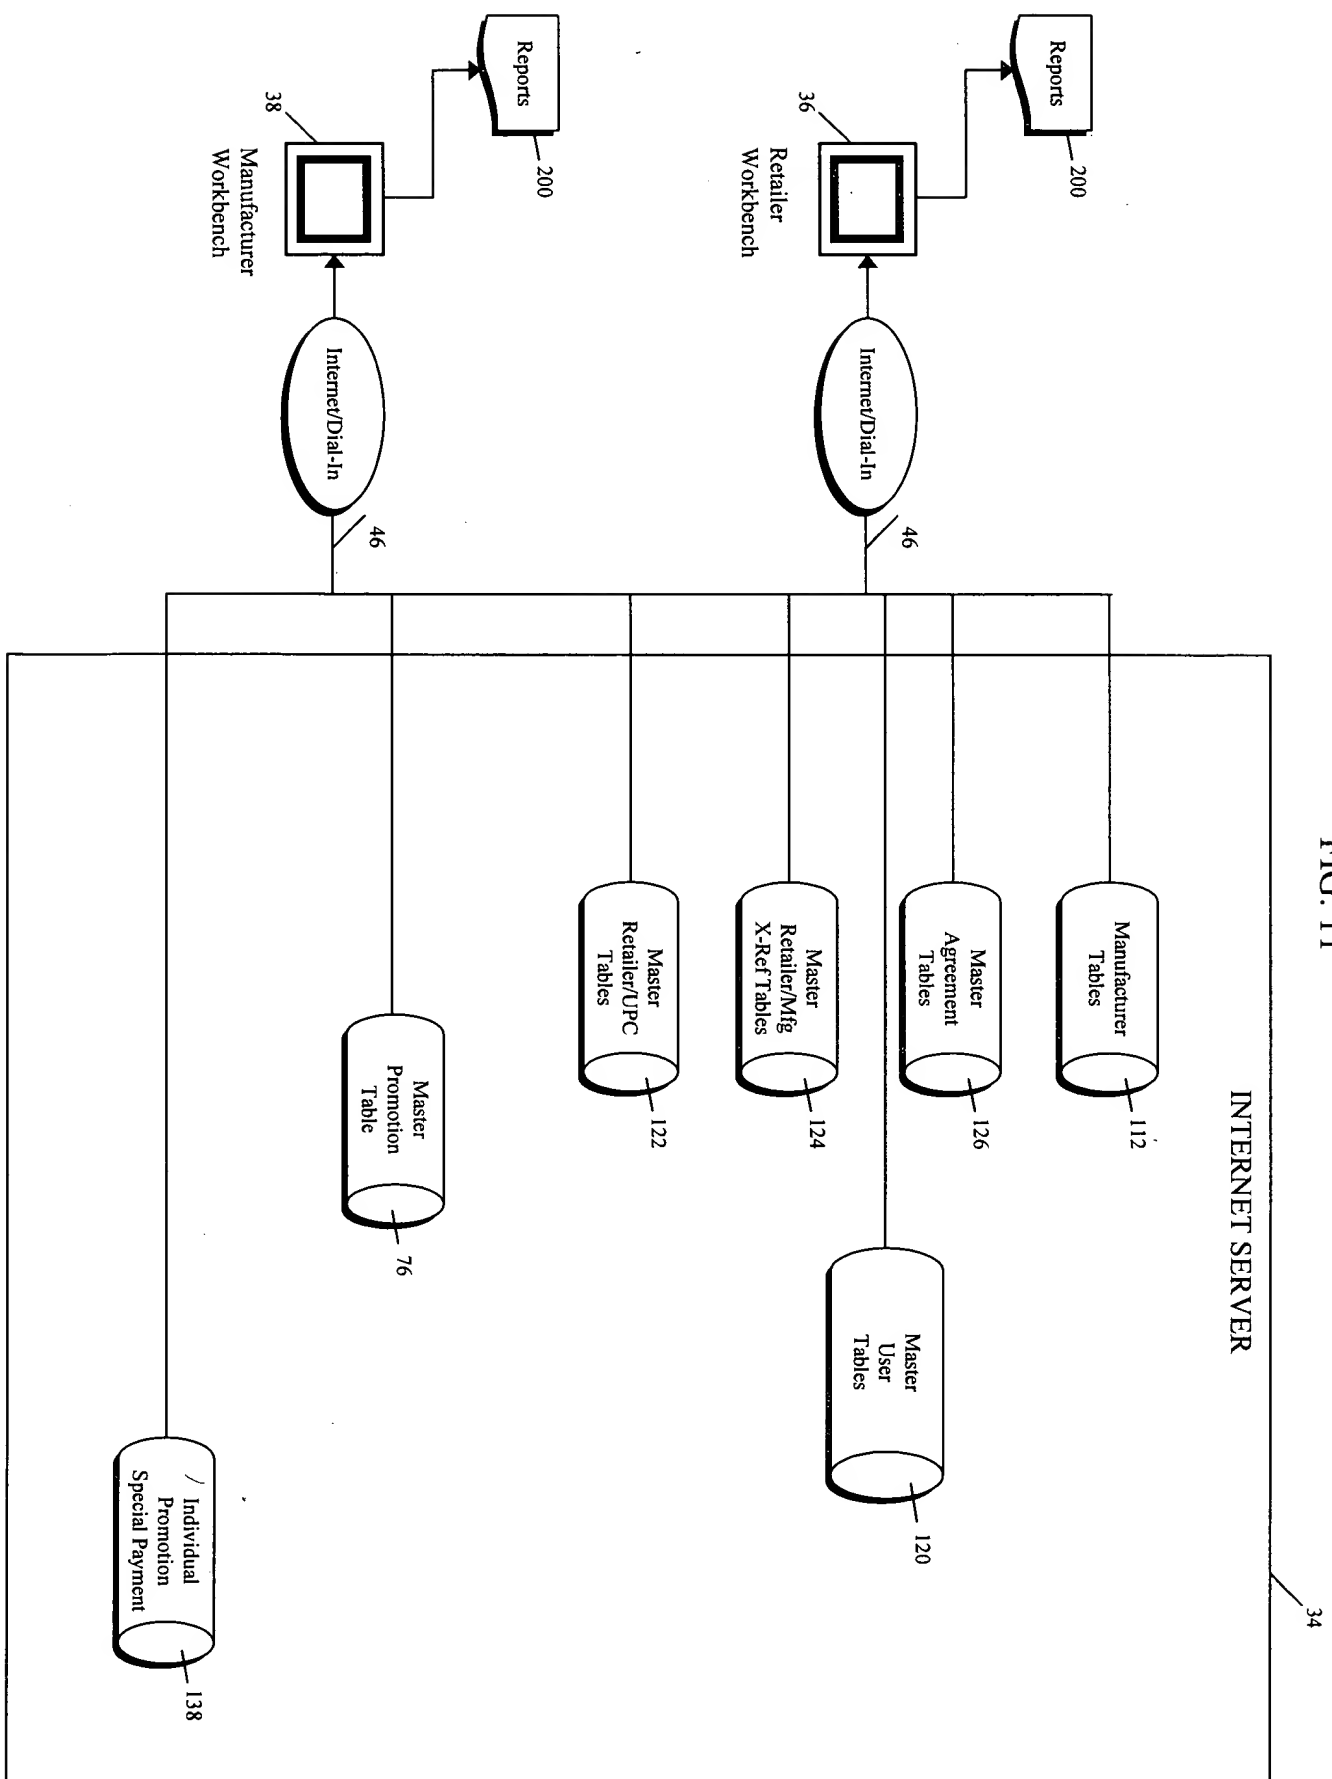 FIG. 11
INTERNET SERVER
34
Reports
200
36
Retailer
Workbench
Internet/Dial-In
46
Reports
200
38
Manufacturer
Workbench
Internet/Dial-In
46
Manufacturer
Tables
112
Master
Agreement
Tables
126
Master
User
Tables
120
Master
Retailer/Mfg
X-Ref Tables
124
Master
Retailer/UPC
Tables
122
Master
Promotion
Table
76
Individual
Promotion
Special Payment
138